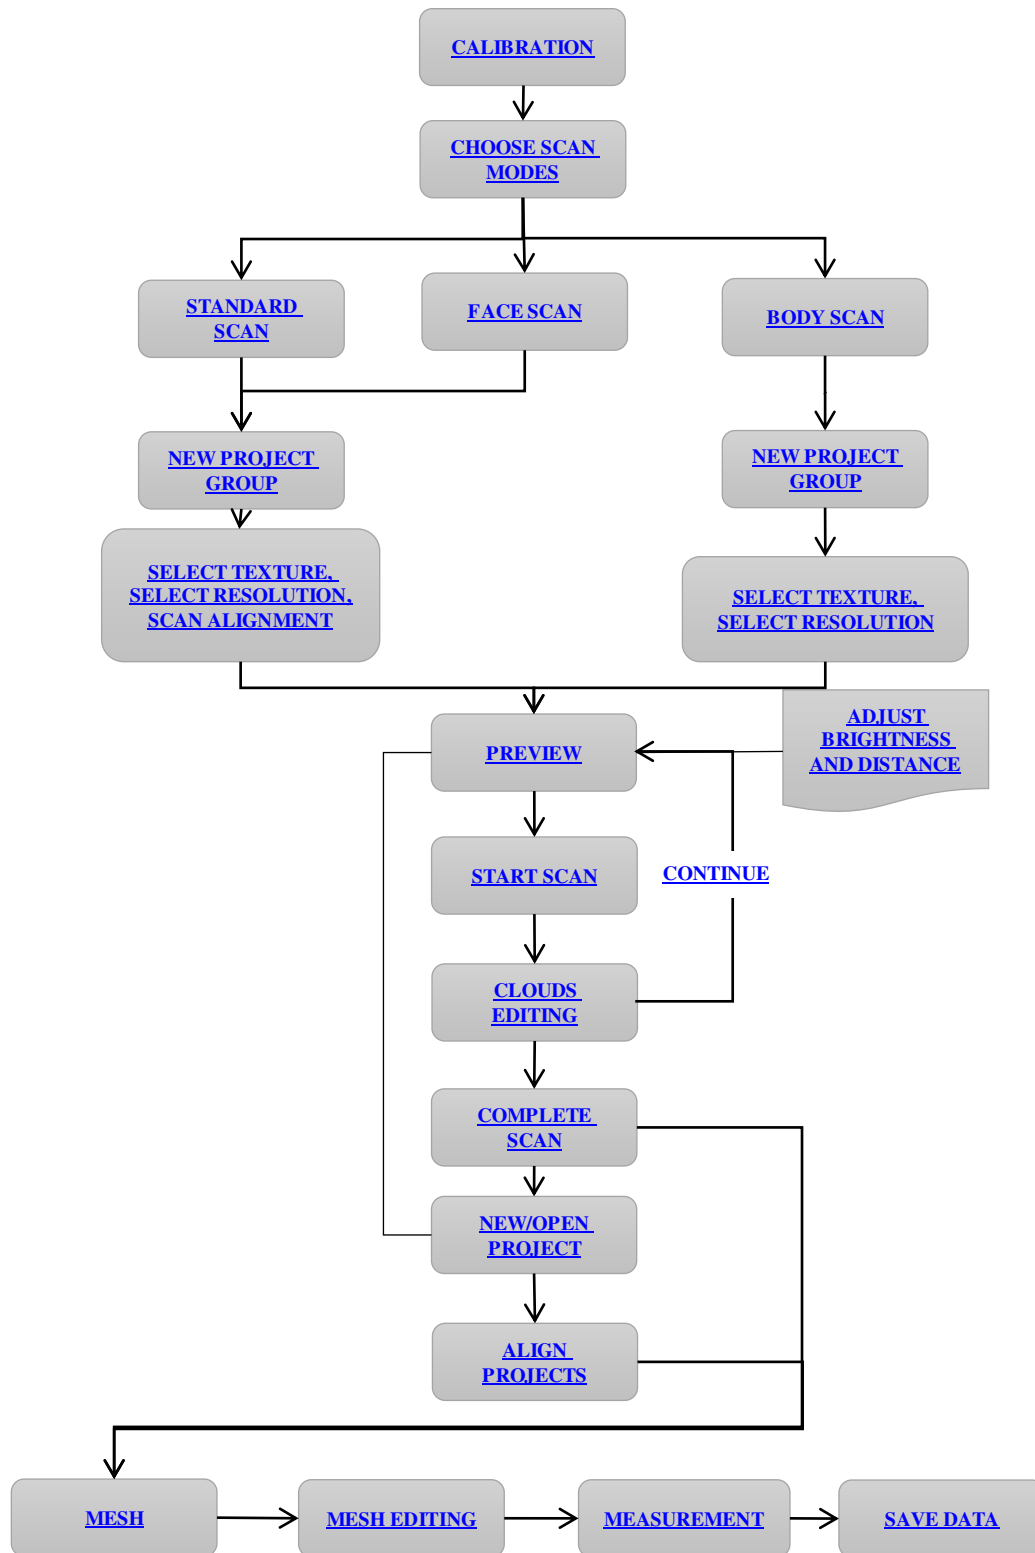 CALIBRATION
CHOOSE SCAN
MODES
STANDARD
SCAN
FACE SCAN
BODY SCAN
NEW PROJECT
GROUP
NEW PROJECT
GROUP
SELECT TEXTURE,
SELECT RESOLUTION,
SCAN ALIGNMENT
SELECT TEXTURE,
SELECT RESOLUTION
PREVIEW
ADJUST
BRIGHTNESS
AND DISTANCE
START SCAN
CONTINUE
CLOUDS
EDITING
COMPLETE
SCAN
NEW/OPEN
PROJECT
ALIGN
PROJECTS
MESH
MESH EDITING
MEASUREMENT
SAVE DATA